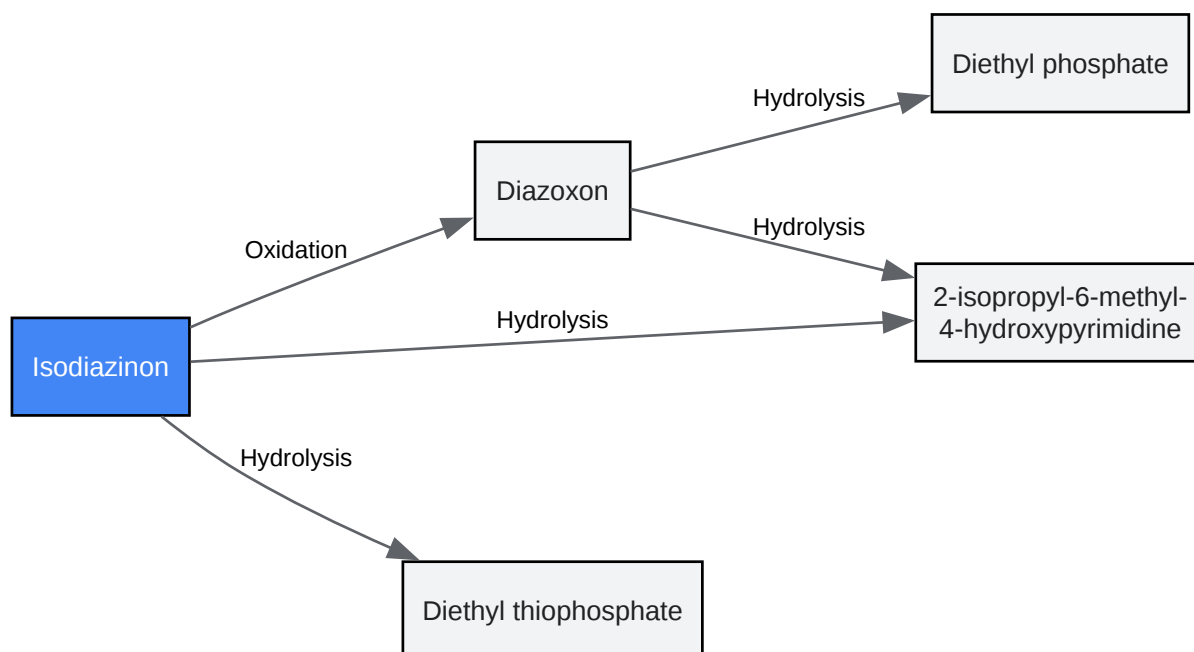 Diethyl phosphate
Hydrolysis
Diazoxon
Hydrolysis
Oxidation
2-isopropyl-6-methyl-
4-hydroxypyrimidine
Hydrolysis
Isodiazinon
Hydrolysis
Diethyl thiophosphate